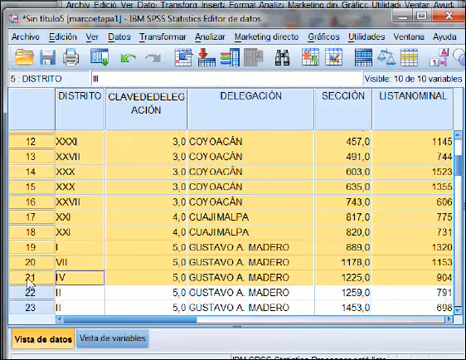 *Sin título5 [marcoetapa1] - IBM SPSS Statistics Editor de datos
Archivo Edición Ver Datos Transformar Analizar Marketing directo Gráficos Utilidades Ventana Ayuda
5 : DISTRITO II Visible: 10 de 10 variables
DISTRITO CLAVEDEDELEGACIÓN DELEGACIÓN SECCIÓN LISTANOMINAL
12 XXXI 3,0 COYOACÁN 457,0 1145
13 XXVII 3,0 COYOACÁN 491,0 744
14 XXX 3,0 COYOACÁN 603,0 1523
15 XXX 3,0 COYOACÁN 635,0 1355
16 XXVII 3,0 COYOACÁN 743,0 606
17 XXI 4,0 CUAJIMALPA 817,0 775
18 XXI 4,0 CUAJIMALPA 820,0 731
19 I 5,0 GUSTAVO A. MADERO 889,0 1320
20 VII 5,0 GUSTAVO A. MADERO 1178,0 1153
21 IV 5,0 GUSTAVO A. MADERO 1225,0 904
22 II 5,0 GUSTAVO A. MADERO 1259,0 791
23 II 5,0 GUSTAVO A. MADERO 1453,0 698
Vista de datos Vista de variables